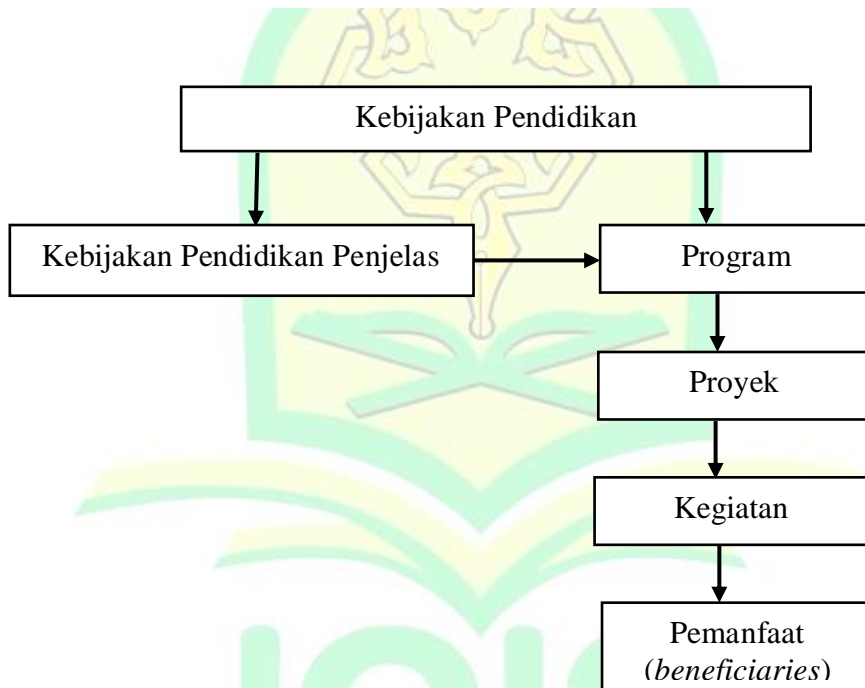 Kebijakan Pendidikan
Kebijakan Pendidikan Penjelas
Program
Proyek
Kegiatan
Pemanfaat
(beneficiaries)